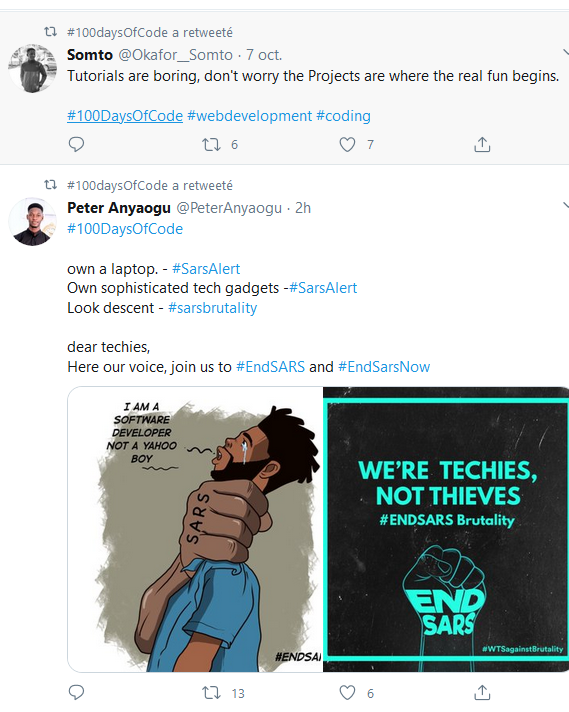 #100daysOfCode a retweeté
Somto @Okafor__Somto · 7 oct.
Tutorials are boring, don't worry the Projects are where the real fun begins.
#100DaysOfCode #webdevelopment #coding
6 7
#100daysOfCode a retweeté
Peter Anyaogu @PeterAnyaogu · 2h
#100DaysOfCode
own a laptop. - #SarsAlert
Own sophisticated tech gadgets -#SarsAlert
Look descent - #sarsbrutality
dear techies,
Here our voice, join us to #EndSARS and #EndSarsNow
I AM A
SOFTWARE
DEVELOPER
NOT A YAHOO
BOY
SARS
#ENDSA
WE'RE TECHIES,
NOT THIEVES
#ENDSARS Brutality
END
SARS
#WTSagainstBrutality
13 6